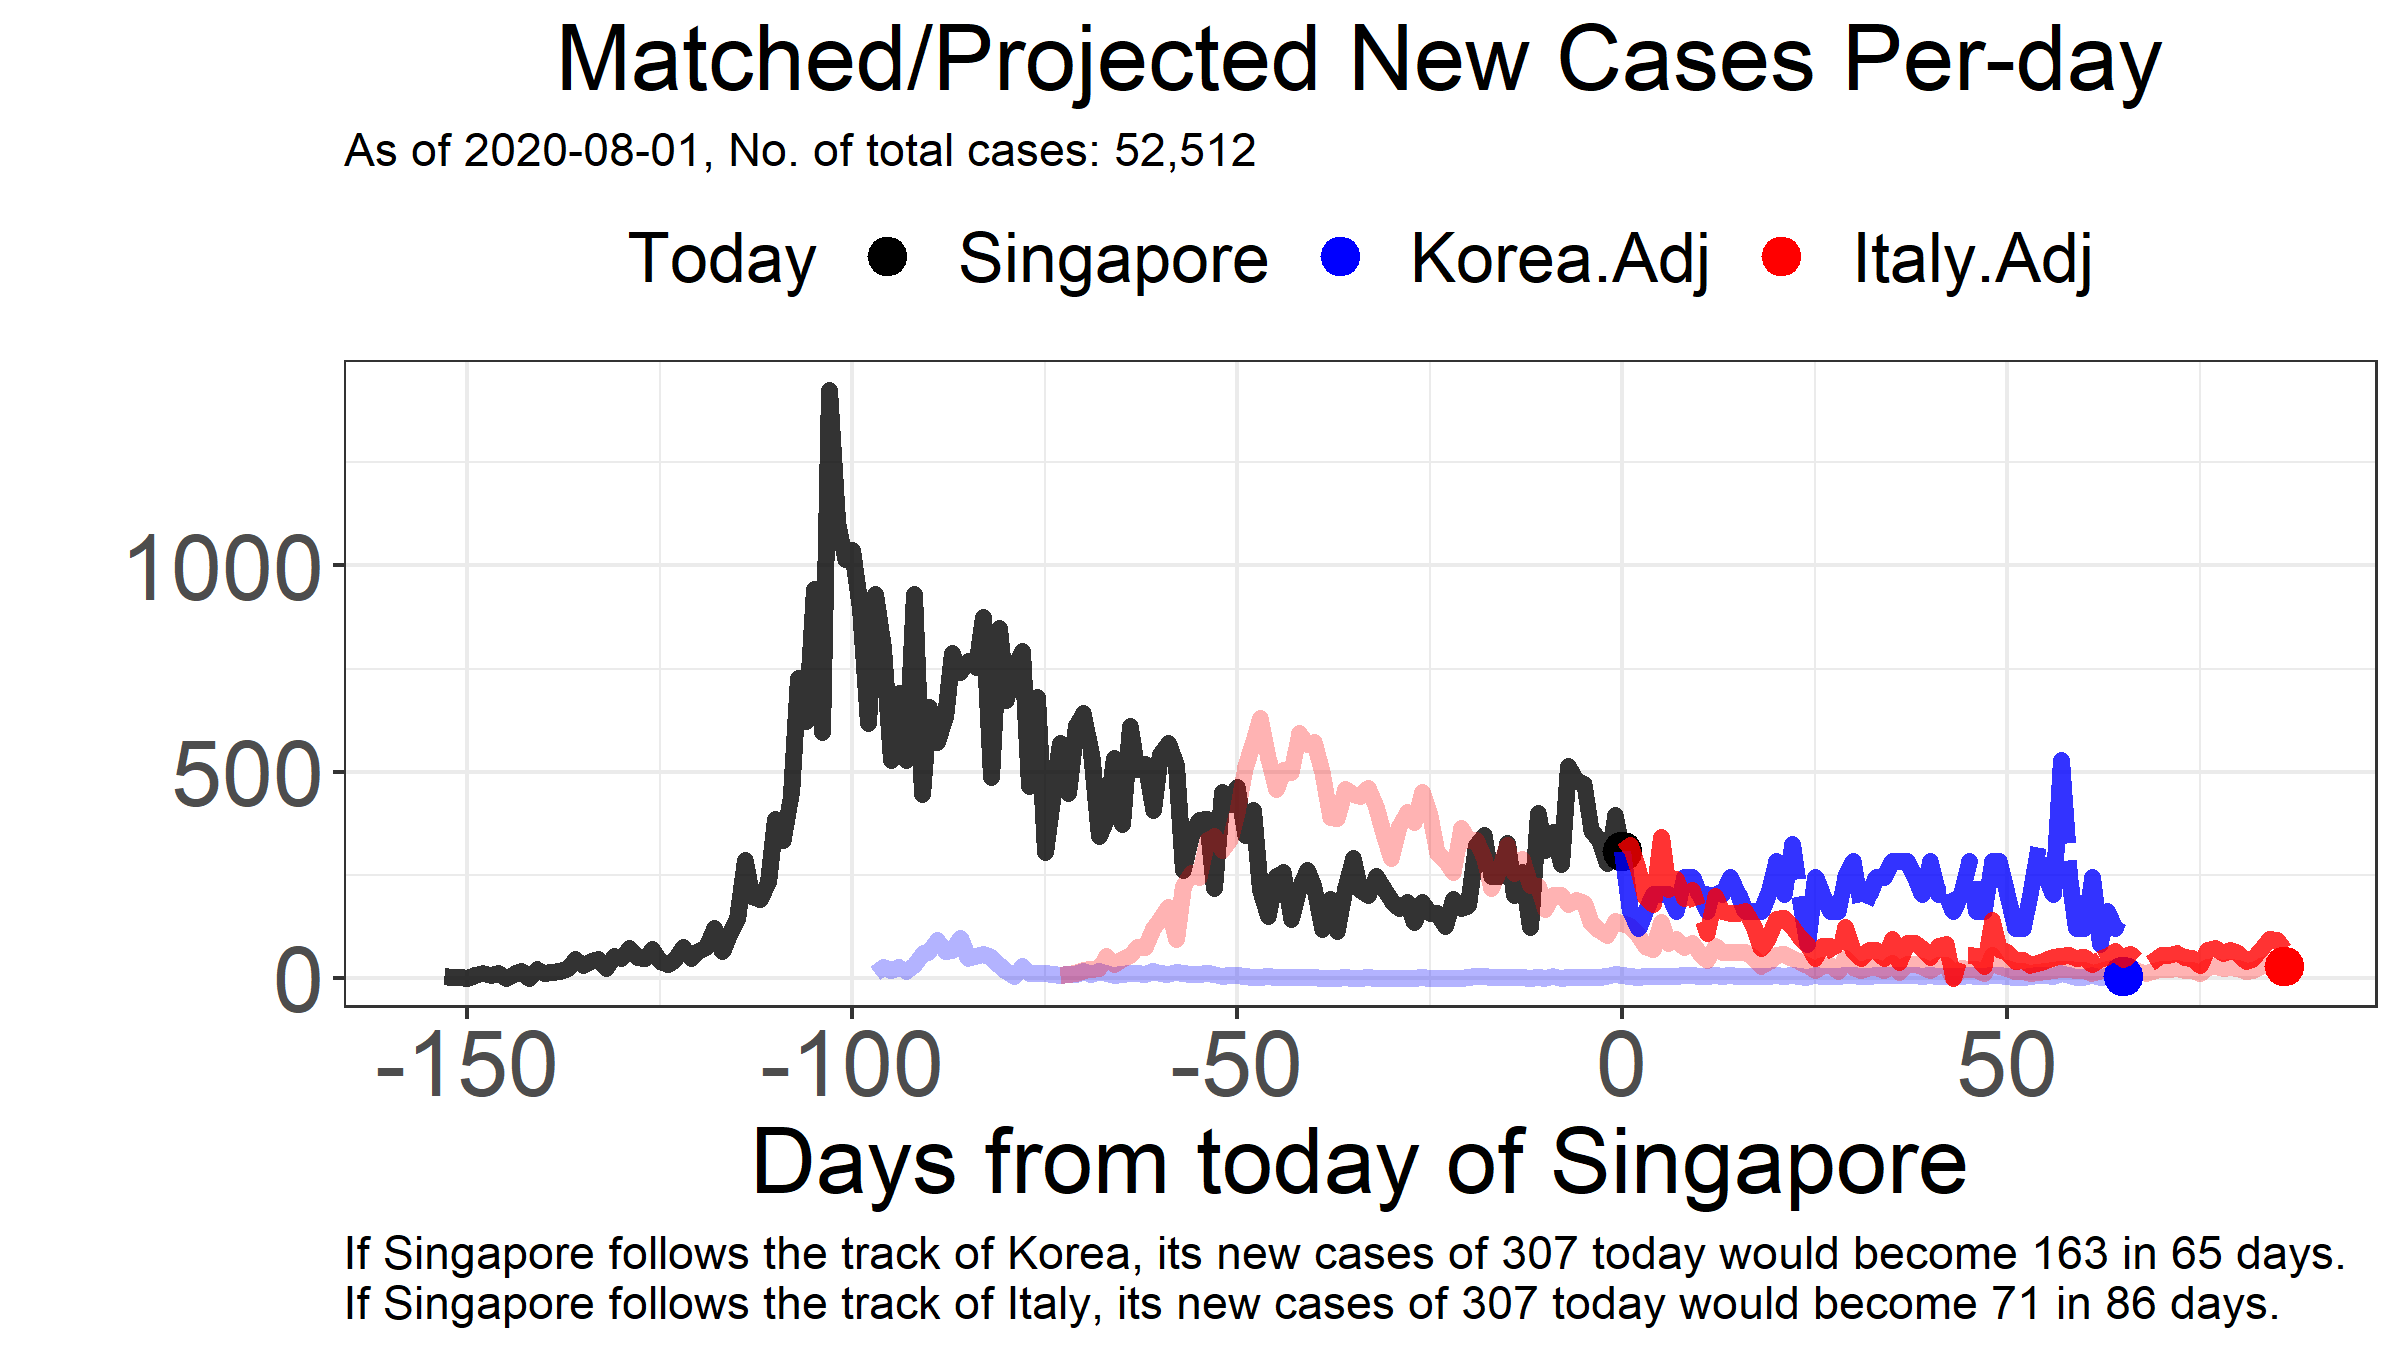 Matched/Projected New Cases Per-day
As of 2020-08-01, No. of total cases: 52,512
Today Singapore Korea.Adj Italy.Adj
1000
500
0
-150 -100 -50 0 50
Days from today of Singapore
If Singapore follows the track of Korea, its new cases of 307 today would become 163 in 65 days.
If Singapore follows the track of Italy, its new cases of 307 today would become 71 in 86 days.